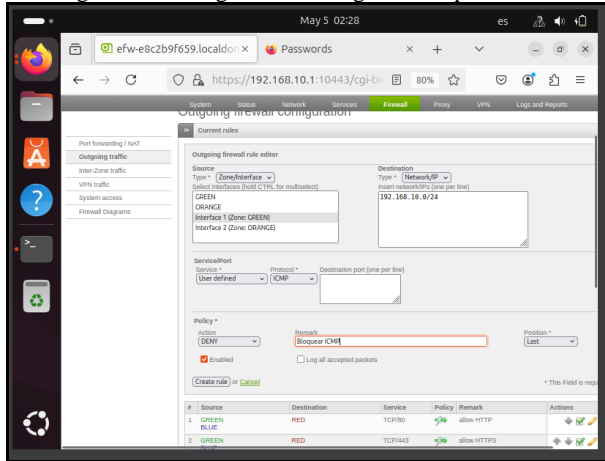 May 5 02:28
es
efw-e8c2b9f659.localdon
Passwords
https://192.168.10.1:10443/cgi-bin
80%
System Status Network Services Firewall Proxy VPN Logs and Reports
Outgoing firewall configuration
Current rules
Port forwarding / NAT
Outgoing traffic
Inter-Zone traffic
VPN traffic
System access
Firewall Diagrams
Outgoing firewall rule editor
Source Destination
Type * Zone/Interface Type * Network/IP
Select interfaces (hold CTRL for multiselect) Insert network/IPs (one per line)
GREEN 192.168.10.0/24
ORANGE
Interface 1 (Zone: GREEN)
Interface 2 (Zone: ORANGE)
Service/Port
Service * Protocol * Destination port (one per line)
User defined ICMP
Policy *
Action Remark Position *
DENY Bloquear ICMP Last
Enabled Log all accepted packets
Create rule or Cancel * This Field is requ
# Source Destination Service Policy Remark Actions
1 GREEN RED TCP/80 allow HTTP
BLUE
2 GREEN RED TCP/443 allow HTTPS